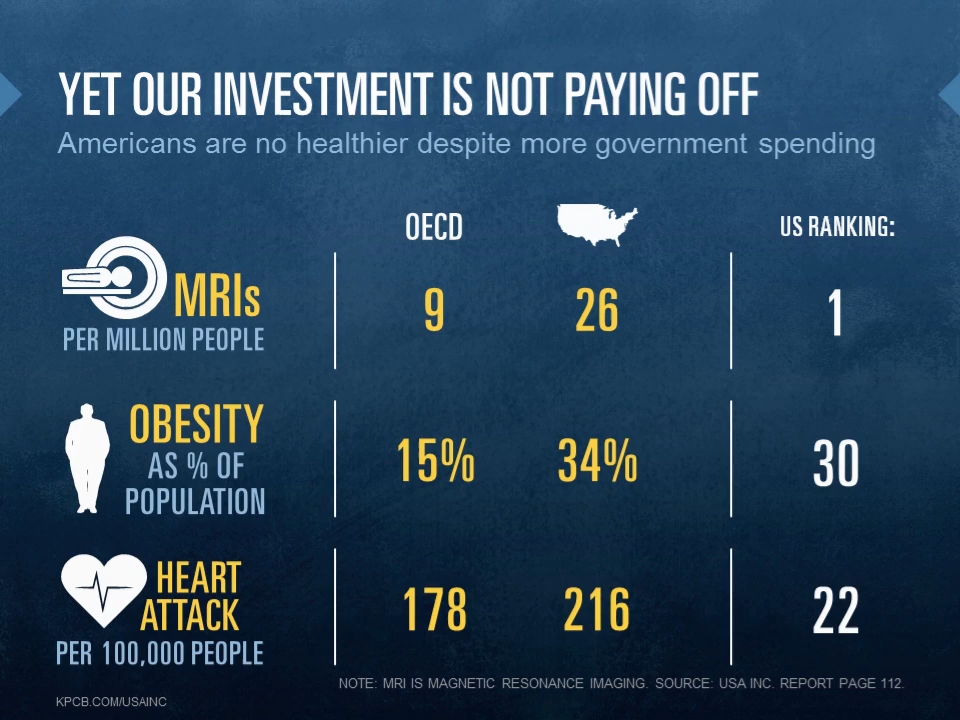 YET OUR INVESTMENT IS NOT PAYING OFF
Americans are no healthier despite more government spending
OECD
US RANKING:
MRIs
PER MILLION PEOPLE
9
26
1
OBESITY
AS % OF
POPULATION
15%
34%
30
HEART
ATTACK
PER 100,000 PEOPLE
178
216
22
NOTE: MRI IS MAGNETIC RESONANCE IMAGING. SOURCE: USA INC. REPORT PAGE 112.
KPCB.COM/USAINC